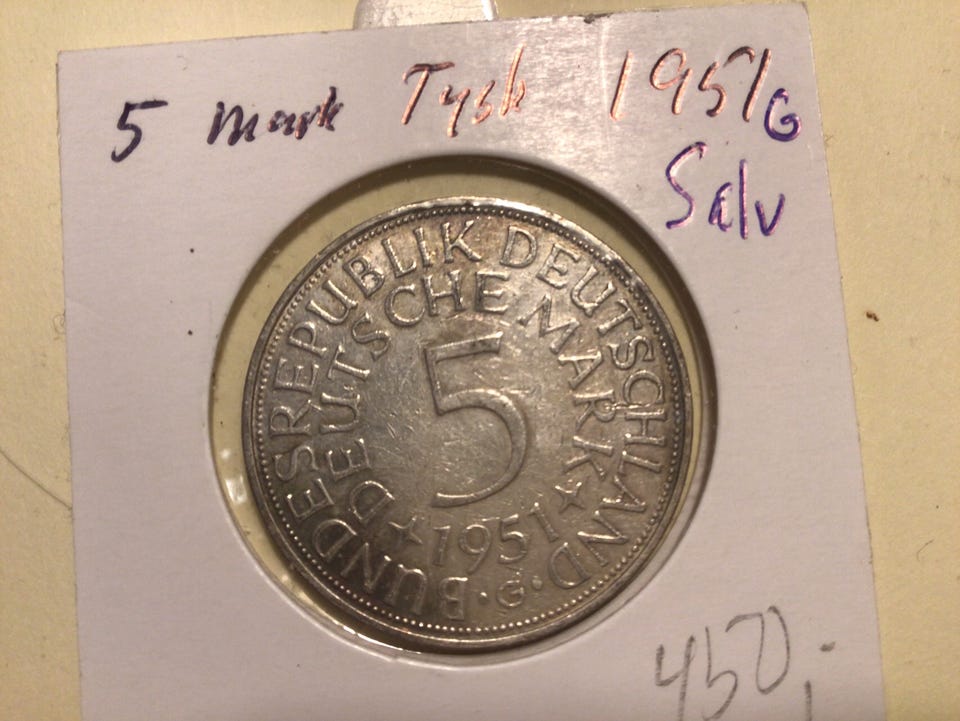 5 Mark Tysk 1951 G
Sølv
BUNDESREPUBLIK DEUTSCHLAND
DEUTSCHE MARK
5
1951
·G·
450,-